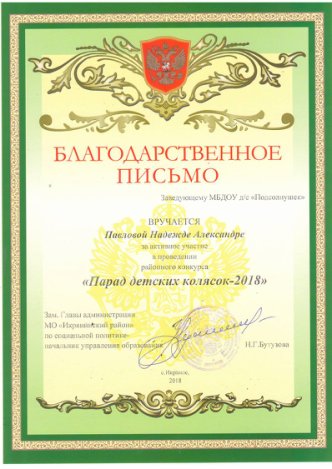 БЛАГОДАРСТВЕННОЕ
ПИСЬМО
Заведующему МБДОУ д/с «Подсолнушек»
ВРУЧАЕТСЯ
Павловой Надежде Александре
за активное участие
в проведении
районного конкурса
«Парад детских колясок-2018»
Зам. Главы администрации
МО «Икрянинский район»
по социальной политике-
начальник управления образования
Н.Г.Бутузова
с.Икряное,
2018